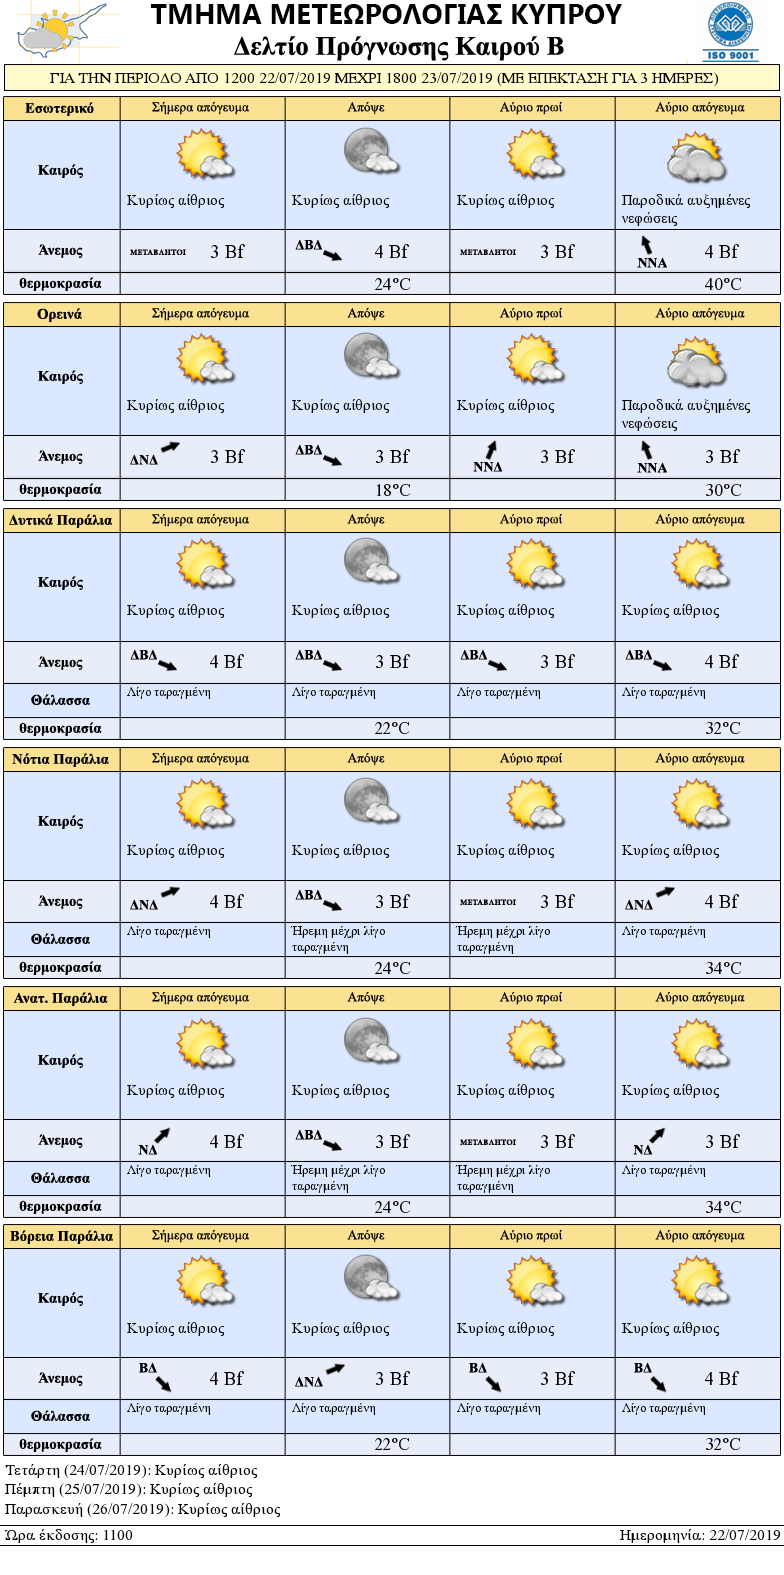 ΤΜΗΜΑ ΜΕΤΕΩΡΟΛΟΓΙΑΣ ΚΥΠΡΟΥ
Δελτίο Πρόγνωσης Καιρού Β
ISO 9001
ΓΙΑ ΤΗΝ ΠΕΡΙΟΔΟ ΑΠΟ 1200 22/07/2019 ΜΕΧΡΙ 1800 23/07/2019 (ΜΕ ΕΠΕΚΤΑΣΗ ΓΙΑ 3 ΗΜΕΡΕΣ)
Εσωτερικό Σήμερα απόγευμα Απόψε Αύριο πρωί Αύριο απόγευμα
Καιρός
Κυρίως αίθριος Κυρίως αίθριος Κυρίως αίθριος Παροδικά αυξημένες
νεφώσεις
Άνεμος ΜΕΤΑΒΛΗΤΟΙ 3 Bf ΔΒΔ 4 Bf ΜΕΤΑΒΛΗΤΟΙ 3 Bf ΝΝΑ 4 Bf
θερμοκρασία 24°C 40°C
Ορεινά Σήμερα απόγευμα Απόψε Αύριο πρωί Αύριο απόγευμα
Καιρός
Κυρίως αίθριος Κυρίως αίθριος Κυρίως αίθριος Παροδικά αυξημένες
νεφώσεις
Άνεμος ΔΝΔ 3 Bf ΔΒΔ 3 Bf ΝΝΔ 3 Bf ΝΝΑ 3 Bf
θερμοκρασία 18°C 30°C
Δυτικά Παράλια Σήμερα απόγευμα Απόψε Αύριο πρωί Αύριο απόγευμα
Καιρός
Κυρίως αίθριος Κυρίως αίθριος Κυρίως αίθριος Κυρίως αίθριος
Άνεμος ΔΒΔ 4 Bf ΔΒΔ 3 Bf ΔΒΔ 3 Bf ΔΒΔ 4 Bf
Θάλασσα Λίγο ταραγμένη Λίγο ταραγμένη Λίγο ταραγμένη Λίγο ταραγμένη
θερμοκρασία 22°C 32°C
Νότια Παράλια Σήμερα απόγευμα Απόψε Αύριο πρωί Αύριο απόγευμα
Καιρός
Κυρίως αίθριος Κυρίως αίθριος Κυρίως αίθριος Κυρίως αίθριος
Άνεμος ΔΝΔ 4 Bf ΔΒΔ 3 Bf ΜΕΤΑΒΛΗΤΟΙ 3 Bf ΔΝΔ 4 Bf
Θάλασσα Λίγο ταραγμένη Ήρεμη μέχρι λίγο Ήρεμη μέχρι λίγο Λίγο ταραγμένη
ταραγμένη ταραγμένη
θερμοκρασία 24°C 34°C
Ανατ. Παράλια Σήμερα απόγευμα Απόψε Αύριο πρωί Αύριο απόγευμα
Καιρός
Κυρίως αίθριος Κυρίως αίθριος Κυρίως αίθριος Κυρίως αίθριος
Άνεμος ΝΔ 4 Bf ΔΒΔ 3 Bf ΜΕΤΑΒΛΗΤΟΙ 3 Bf ΝΔ 3 Bf
Θάλασσα Λίγο ταραγμένη Ήρεμη μέχρι λίγο Ήρεμη μέχρι λίγο Λίγο ταραγμένη
ταραγμένη ταραγμένη
θερμοκρασία 24°C 34°C
Βόρεια Παράλια Σήμερα απόγευμα Απόψε Αύριο πρωί Αύριο απόγευμα
Καιρός
Κυρίως αίθριος Κυρίως αίθριος Κυρίως αίθριος Κυρίως αίθριος
Άνεμος ΒΔ 4 Bf ΔΝΔ 3 Bf ΒΔ 3 Bf ΒΔ 4 Bf
Θάλασσα Λίγο ταραγμένη Λίγο ταραγμένη Λίγο ταραγμένη Λίγο ταραγμένη
θερμοκρασία 22°C 32°C
Τετάρτη (24/07/2019): Κυρίως αίθριος
Πέμπτη (25/07/2019): Κυρίως αίθριος
Παρασκευή (26/07/2019): Κυρίως αίθριος
Ώρα έκδοσης: 1100 Ημερομηνία: 22/07/2019